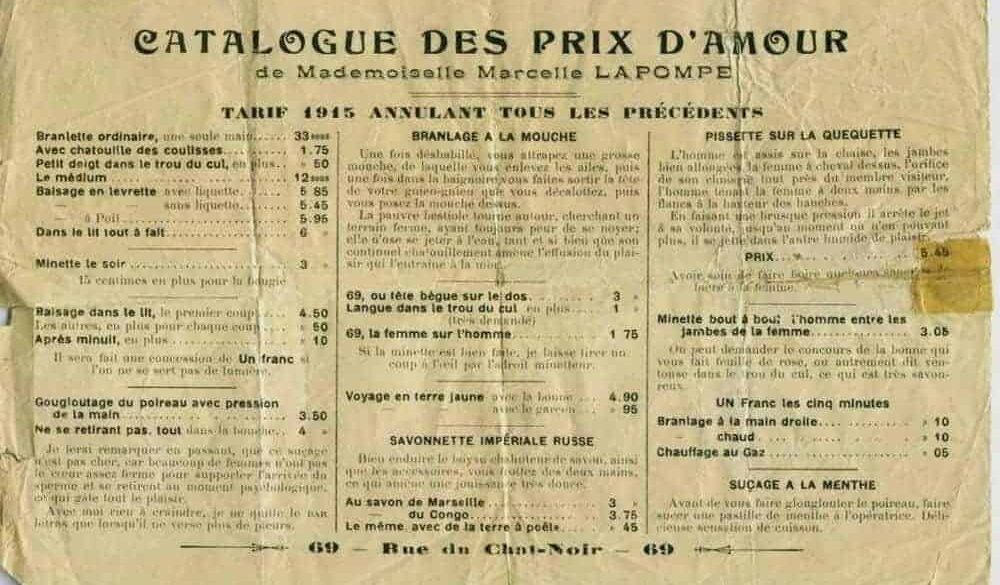 CATALOGUE DES PRIX D'AMOUR
de Mademoiselle Marcelle LAPOMPE
TARIF 1915 ANNULANT TOUS LES PRÉCÉDENTS
Branlette ordinaire, une seule main...... 33 sous
Avec chatouille des coutisses............ 1.75
Petit deigt dans le trou du cul, en plus.. » 50
Le médium................ 12 sous
Baisage en levrette avec liquette.... 5 85
— — sans liquette.... 5.45
— à Poil................ 5.95
Dans le lit tout à fait........... 6 »
Minette le soir........................ 3 »
15 centimes en plus pour la bougie
Baisage dans le lit, le premier coup.... 4.50
Les autres, en plus pour chaque coup.... » 50
Après minuit, en plus................ » 10
Il sera fait une concession de Un franc si
l'on ne se sert pas de lumière.
Gougloutage du poireau avec pression
de la main........................ 3.50
Ne se retirant pas, tout dans la bouche.. 4 »
Je ferai remarquer en passant, que ce suçage
n'est pas cher, car beaucoup de femmes n'ont pas
le cœur assez ferme pour supporter l'arrivée du
sperme et se retirent au moment psychologique,
ce qui gâte tout le plaisir.
Avec moi rien à craindre, je ne quitte le
lorsqu'il ne verse plus de pleurs.
BRANLAGE A LA MOUCHE
Une fois déshabillé, vous attrapez une grosse
mouche, de laquelle vous enlevez les ailes, puis
une fois dans la baignoire, vous faites sortir la tête
de votre guien-guien que vous décalottez, puis
vous posez la mouche dessus.
La pauvre bestiole tourne autour, cherchant un
terrain ferme, ayant toujours peur de se noyer;
elle n'ose se jeter à l'eau, tant et si bien que son
continuel chatouillement amène l'effusion du plai-
sir qui l'entraîne à la mort.
69, ou tête bègue sur le dos......... 3 »
Langue dans le trou du cul en plus.... 1 »
(très demandé)
69, la femme sur l'homme........... 1 75
Si la minette est bien faite, je laisse tirer un
coup à l'œil par l'adroit minetteur.
Voyage en terre jaune avec la bonne.... 4.90
— avec le garçon.... » 95
SAVONNETTE IMPÉRIALE RUSSE
Bien enduire le boyau chahuteur de savon, ainsi
que les accessoires, vous frottez des deux mains,
ce qui amène une jouissance très douce.
Au savon de Marseille............ 3 »
— du Congo................ 3.75
Le même avec de la terre à poêle.... » 45
PISSETTE SUR LA QUEQUETTE
L'homme est assis sur la chaise, les jambes
bien allongées, la femme à cheval dessus, l'orifice
de son tout près du membre visiteur,
l'homme tenant la femme à deux mains par les
flancs à la hauteur des hanches.
En faisant une brusque pression il arrête le jet
à sa volonté, jusqu'au moment où n'en pouvant
plus, il se jette dans l'antre humide de plaisir.
PRIX............ 5.45
Avoir soin de faire boire quelques
bière à la femme.
Minette bout à bout l'homme entre les
jambes de la femme............ 3.05
On peut demander le concours de la bonne qui
vous fait feuille de rose, ou autrement dit ven-
touse dans le trou du cul, ce qui est très savou-
reux.
UN Franc les cinq minutes
Branlage à la main droite............ » 10
— chaud................ » 10
Chauffage au Gaz................ » 05
SUÇAGE A LA MENTHE
Avant de vous faire glonglouter le poireau, faire
sucer une pastille de menthe à l'opératrice. Déli-
cieuse sensation de cuisson.
69 — Rue du Chat-Noir — 69